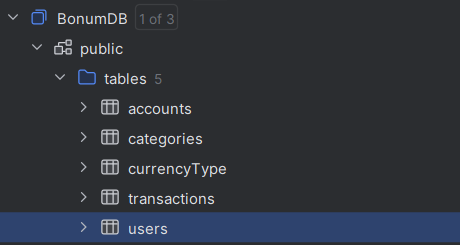 BonumDB 1 of 3
public
tables 5
accounts
categories
currencyType
transactions
users